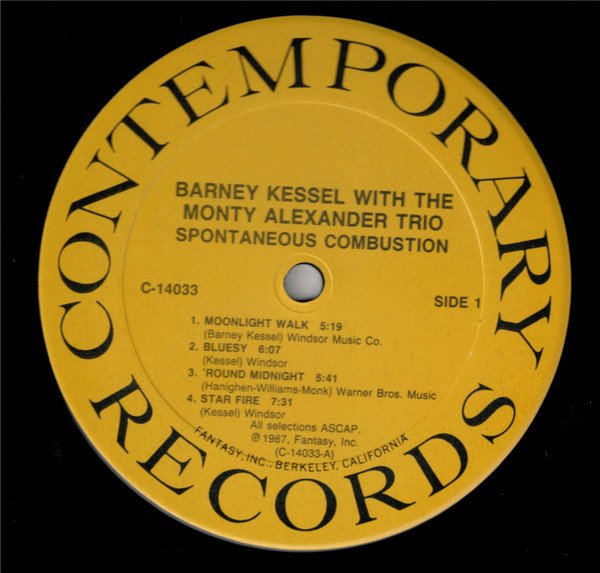 CONTEMPORARY
RECORDS
BARNEY KESSEL WITH THE
MONTY ALEXANDER TRIO
SPONTANEOUS COMBUSTION
C-14033
SIDE 1
1. MOONLIGHT WALK 5:19
(Barney Kessel) Windsor Music Co.
2. BLUESY 6:07
(Kessel) Windsor
3. 'ROUND MIDNIGHT 5:41
(Hanighen-Williams-Monk) Warner Bros. Music
4. STAR FIRE 7:31
(Kessel) Windsor
All selections ASCAP.
℗ 1987, Fantasy, Inc.
(C-14033-A)
FANTASY, INC., BERKELEY, CALIFORNIA